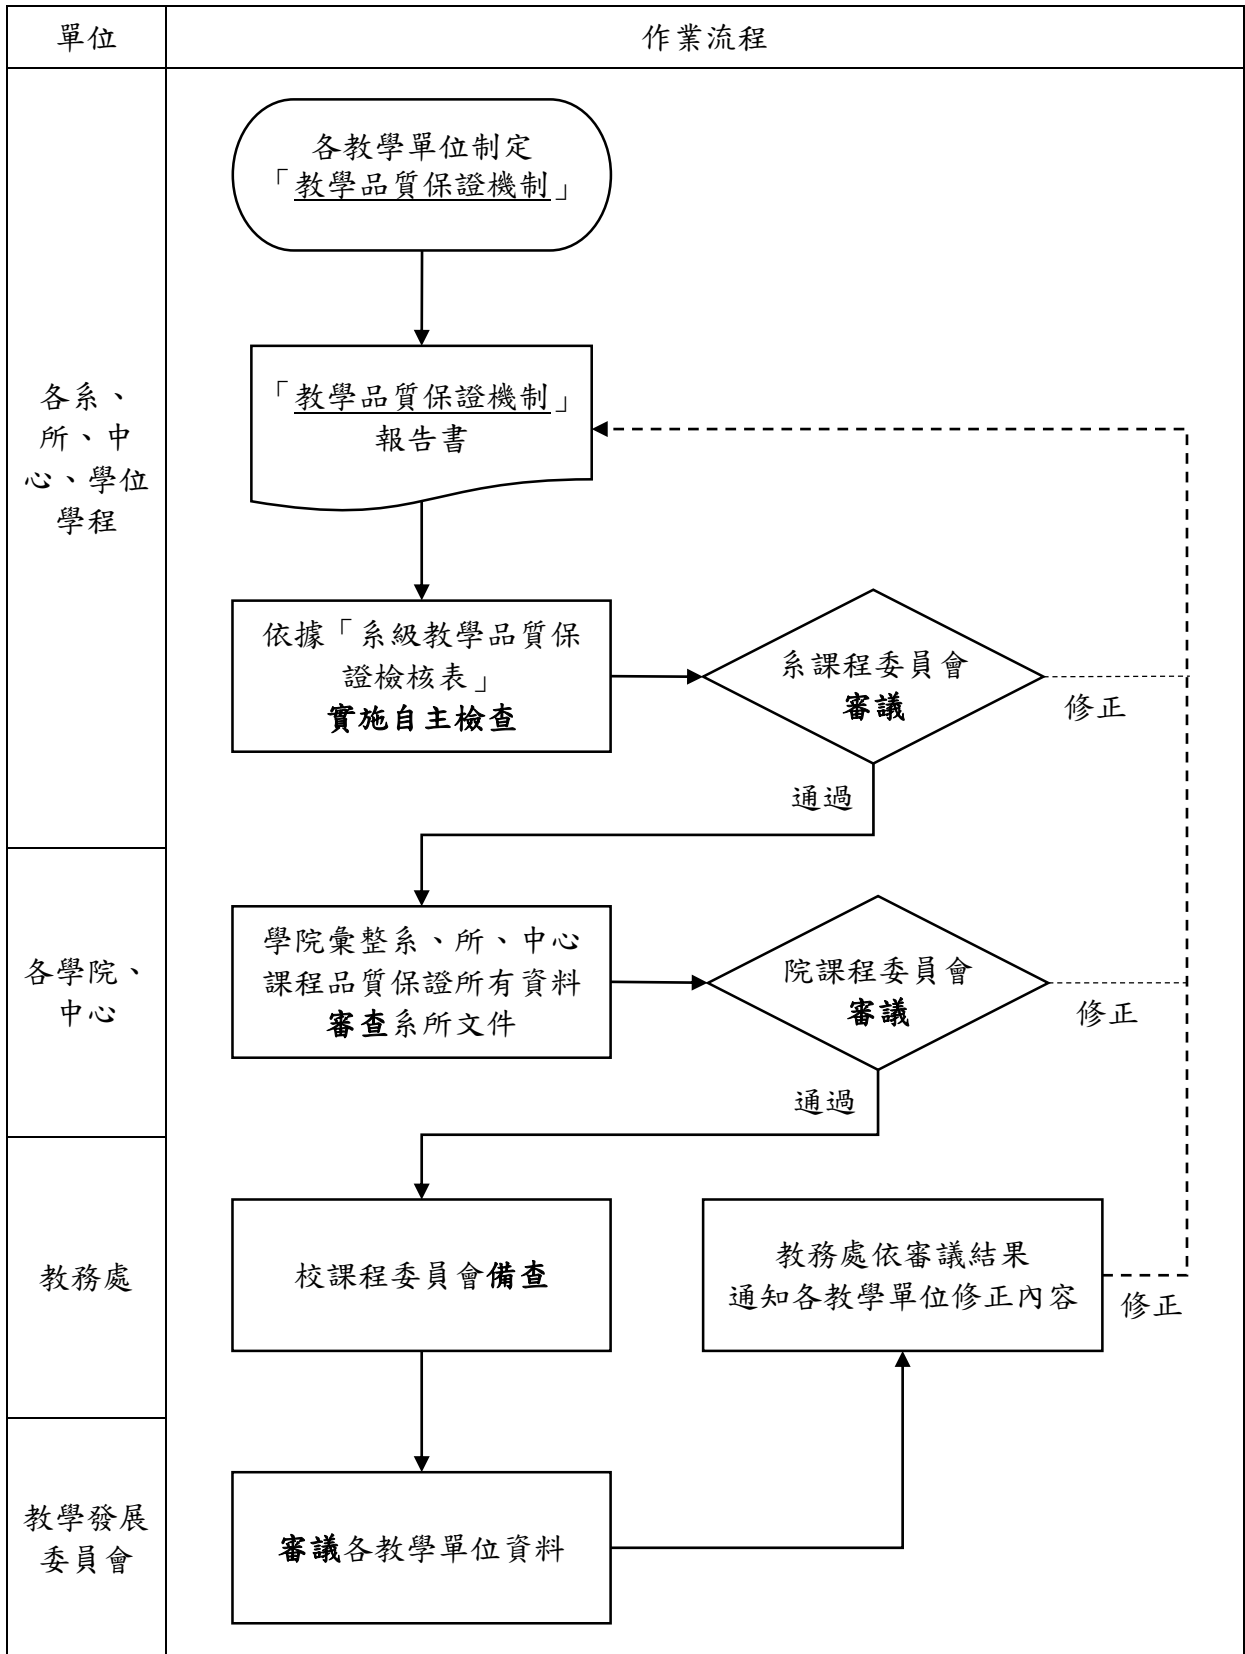 單位
作業流程
各系、
所、中
心、學位
學程
各教學單位制定
「教學品質保證機制」
「教學品質保證機制」
報告書
依據「系級教學品質保
證檢核表」
實施自主檢查
系課程委員會
審議
修正
通過
各學院、
中心
學院彙整系、所、中心
課程品質保證所有資料
審查系所文件
院課程委員會
審議
修正
通過
教務處
校課程委員會備查
教務處依審議結果
通知各教學單位修正內容
修正
教學發展
委員會
審議各教學單位資料